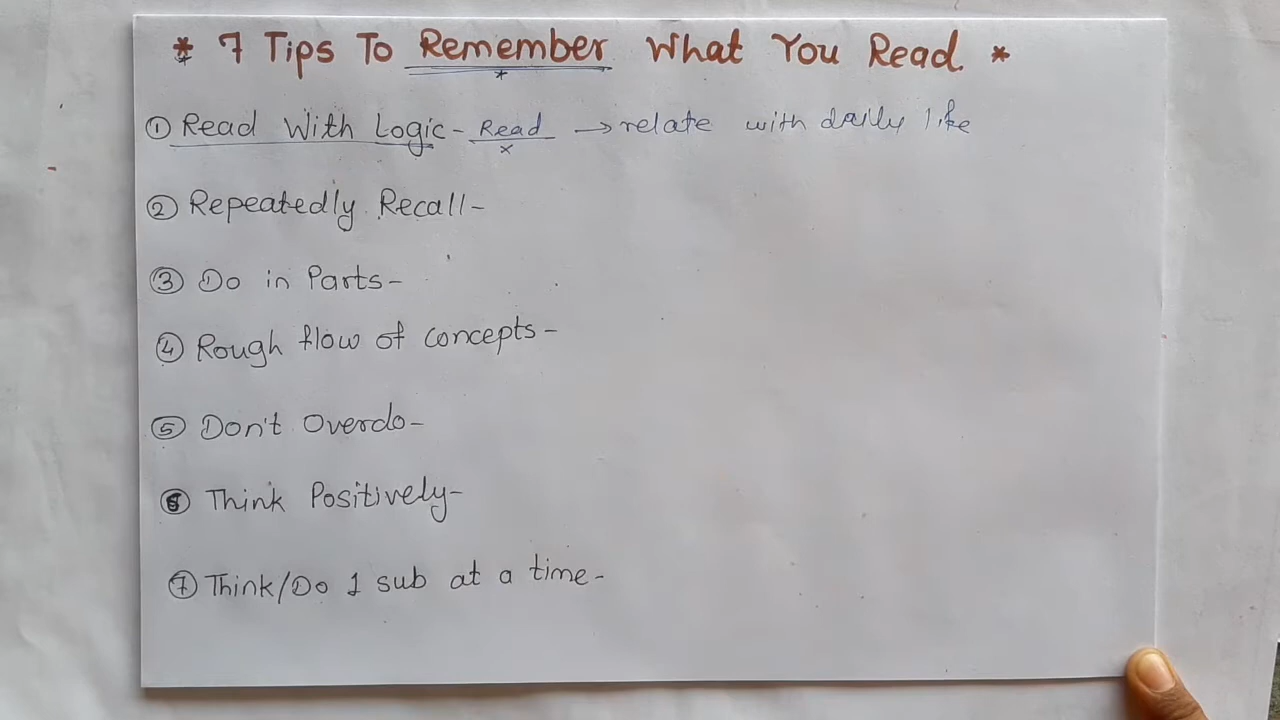 * 7 Tips To Remember What You Read. *
① Read With Logic - Read → relate with daily like
② Repeatedly Recall -
③ Do in Parts -
④ Rough flow of concepts -
⑤ Don't Overdo -
⑥ Think Positively -
⑦ Think/Do 1 sub at a time -